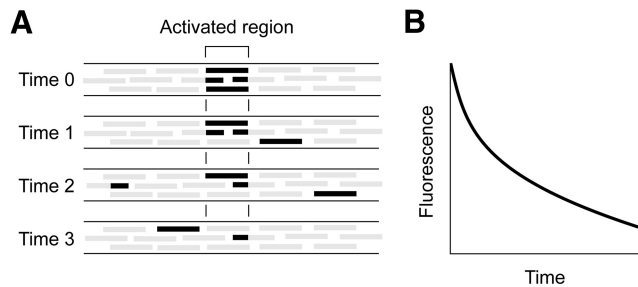 A
Activated region
Time 0
Time 1
Time 2
Time 3
B
Fluorescence
Time